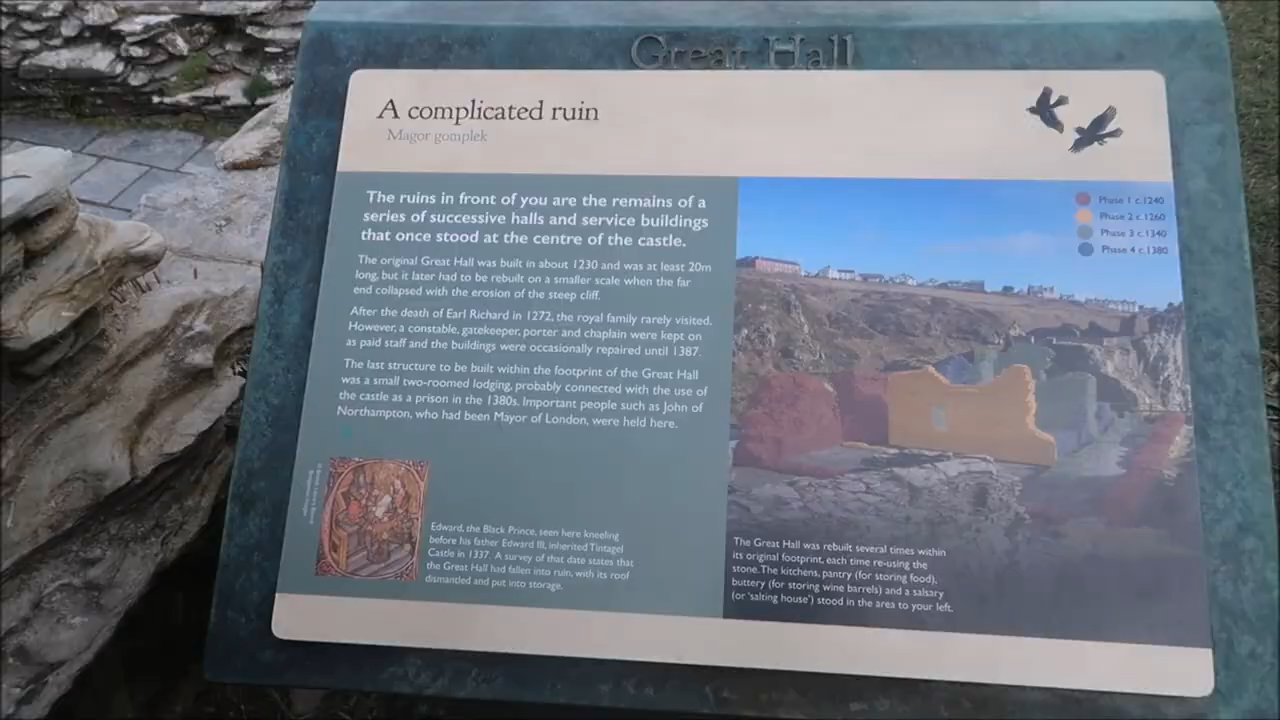 Great Hall
A complicated ruin
Magor gomplek
The ruins in front of you are the remains of a
series of successive halls and service buildings
that once stood at the centre of the castle.
The original Great Hall was built in about 1230 and was at least 20m
long, but it later had to be rebuilt on a smaller scale when the far
end collapsed with the erosion of the steep cliff.
After the death of Earl Richard in 1272, the royal family rarely visited.
However, a constable, gatekeeper, porter and chaplain were kept on
as paid staff and the buildings were occasionally repaired until 1387.
The last structure to be built within the footprint of the Great Hall
was a small two-roomed lodging, probably connected with the use of
the castle as a prison in the 1380s. Important people such as John of
Northampton, who had been Mayor of London, were held here.
Edward, the Black Prince, seen here kneeling
before his father Edward III, inherited Tintagel
Castle in 1337. A survey of that date states that
the Great Hall had fallen into ruin, with its roof
dismantled and put into storage.
Phase 1 c.1240
Phase 2 c.1260
Phase 3 c.1340
Phase 4 c.1380
The Great Hall was rebuilt several times within
its original footprint, each time re-using the
stone. The kitchens, pantry (for storing food),
buttery (for storing wine barrels) and a salsary
(or 'salting house') stood in the area to your left.